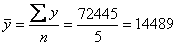 ȳ = ∑ y / n = 72445 / 5 = 14489